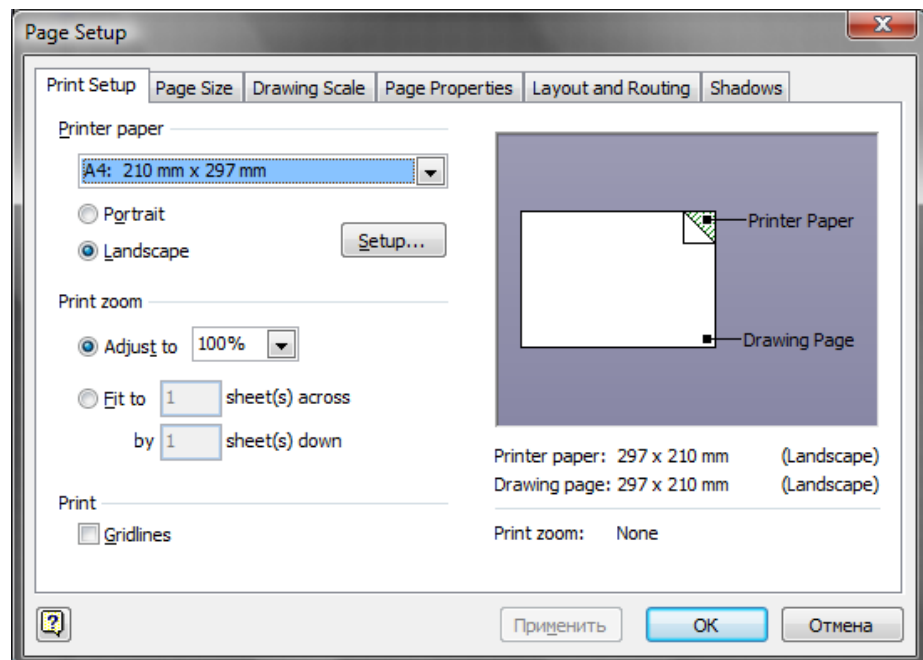 Page Setup
Print Setup Page Size Drawing Scale Page Properties Layout and Routing Shadows
Printer paper
A4: 210 mm x 297 mm
Portrait
Landscape
Setup...
Print zoom
Adjust to 100%
Fit to 1 sheet(s) across
by 1 sheet(s) down
Print
Gridlines
Printer Paper
Drawing Page
Printer paper: 297 x 210 mm (Landscape)
Drawing page: 297 x 210 mm (Landscape)
Print zoom: None
Применить OK Отмена